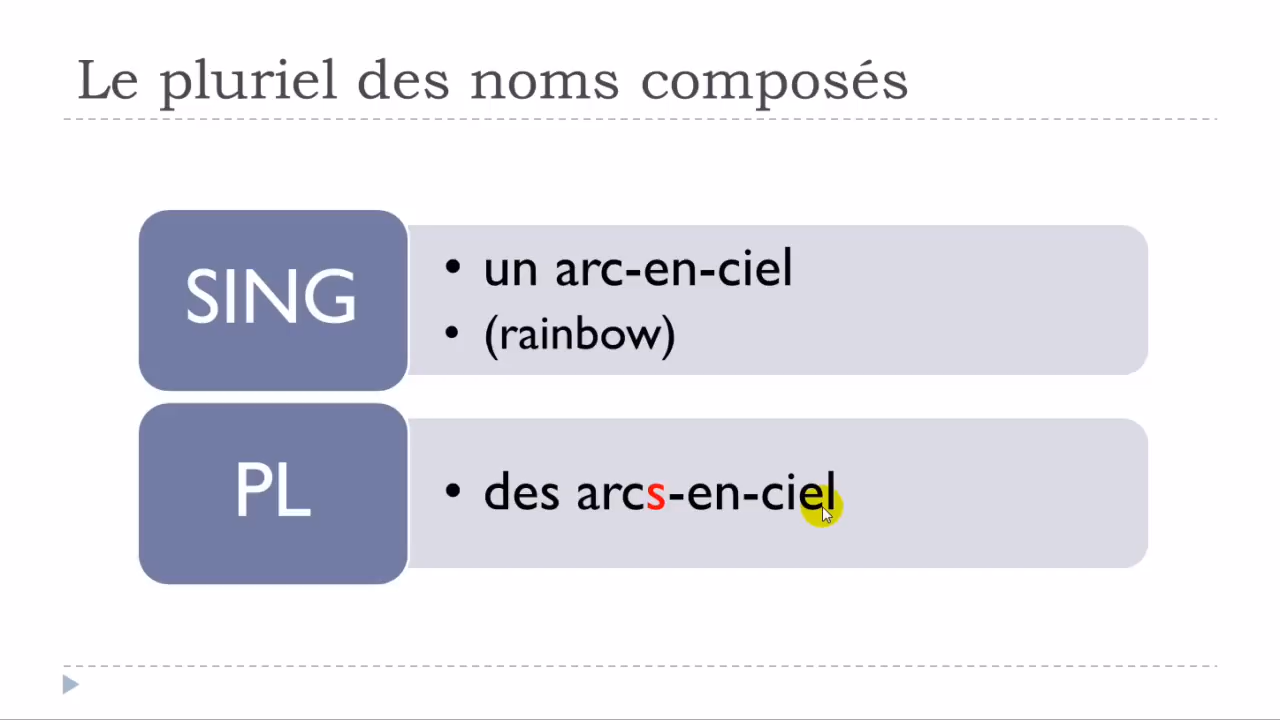 Le pluriel des noms composés
SING
• un arc-en-ciel
• (rainbow)
PL
• des arcs-en-ciel